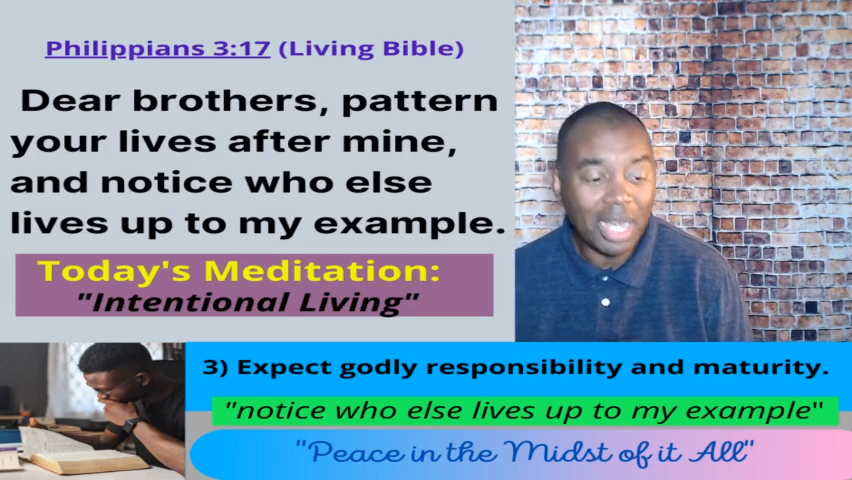 Philippians 3:17 (Living Bible)
Dear brothers, pattern
your lives after mine,
and notice who else
lives up to my example.
Today's Meditation:
"Intentional Living"
3) Expect godly responsibility and maturity.
"notice who else lives up to my example"
"Peace in the Midst of it All"